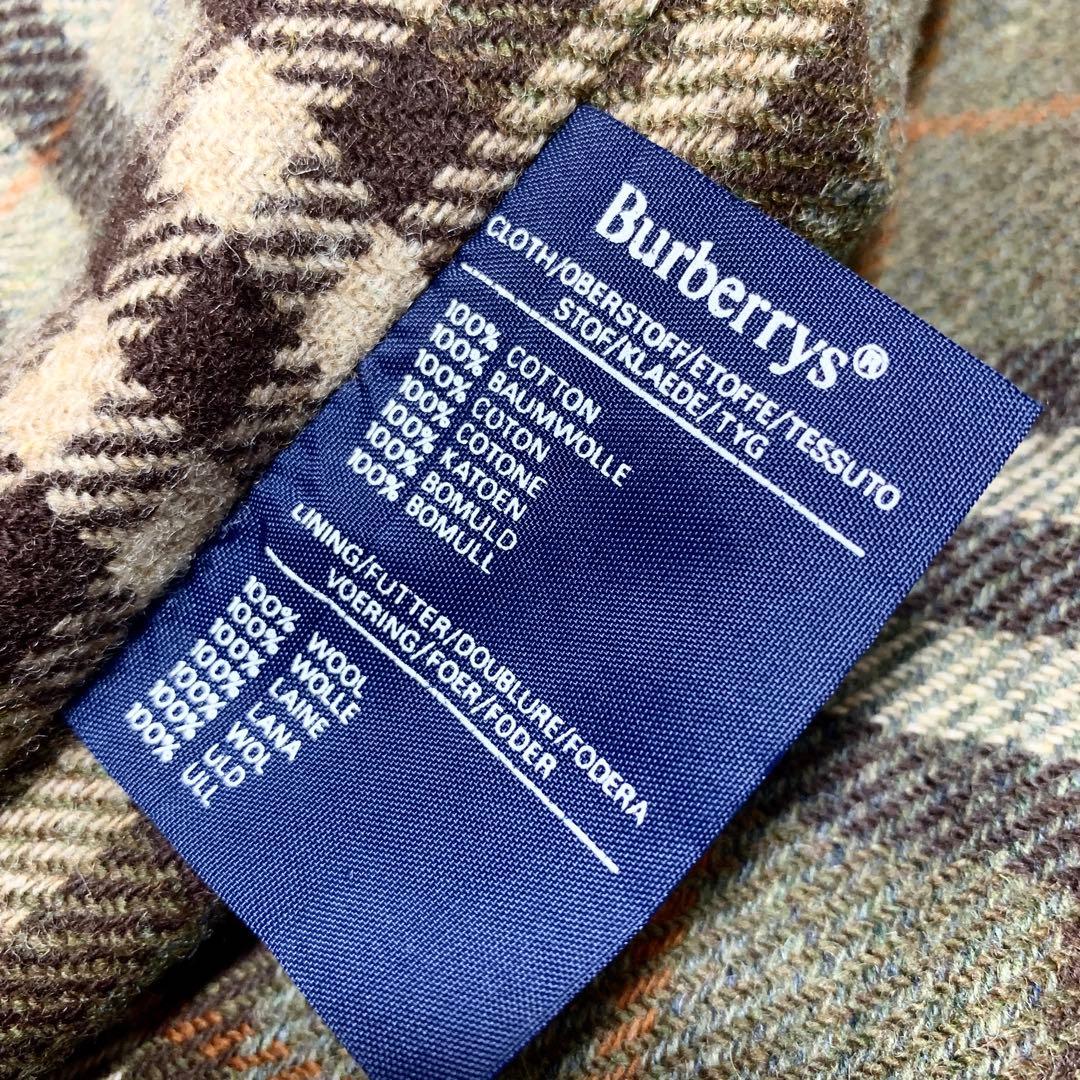 Burberrys®
CLOTH/OBERSTOFF/ETOFFE/TESSUTO
STOF/KLAEDE/TYG
100% COTTON
100% BAUMWOLLE
100% COTON
100% COTONE
100% KATOEN
100% BOMULD
100% BOMULL
LINING/FUTTER/DOUBLURE/FODERA
VOERING/FOER/FODER
100% WOOL
100% WOLLE
100% LAINE
100% LANA
100% WOL
100% ULD
100% ULL